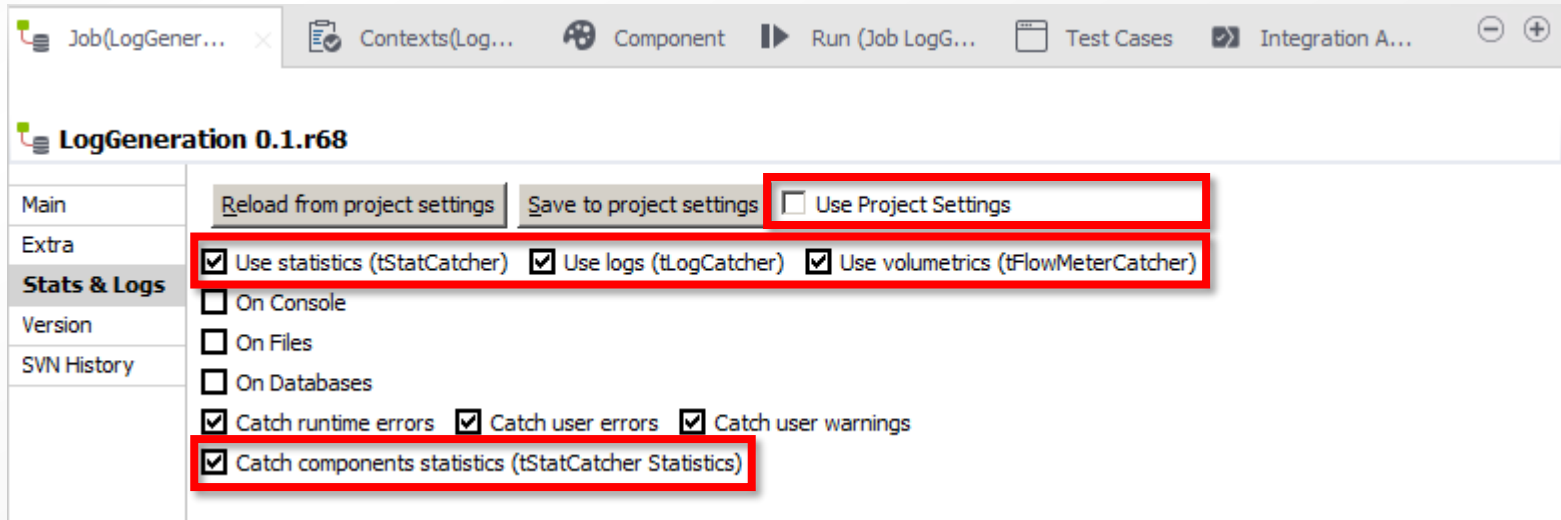 Job(LogGener... Contexts(Log... Component Run (Job LogG... Test Cases Integration A...
LogGeneration 0.1.r68
Main
Extra
Stats & Logs
Version
SVN History
Reload from project settings Save to project settings Use Project Settings
Use statistics (tStatCatcher) Use logs (tLogCatcher) Use volumetrics (tFlowMeterCatcher)
On Console
On Files
On Databases
Catch runtime errors Catch user errors Catch user warnings
Catch components statistics (tStatCatcher Statistics)